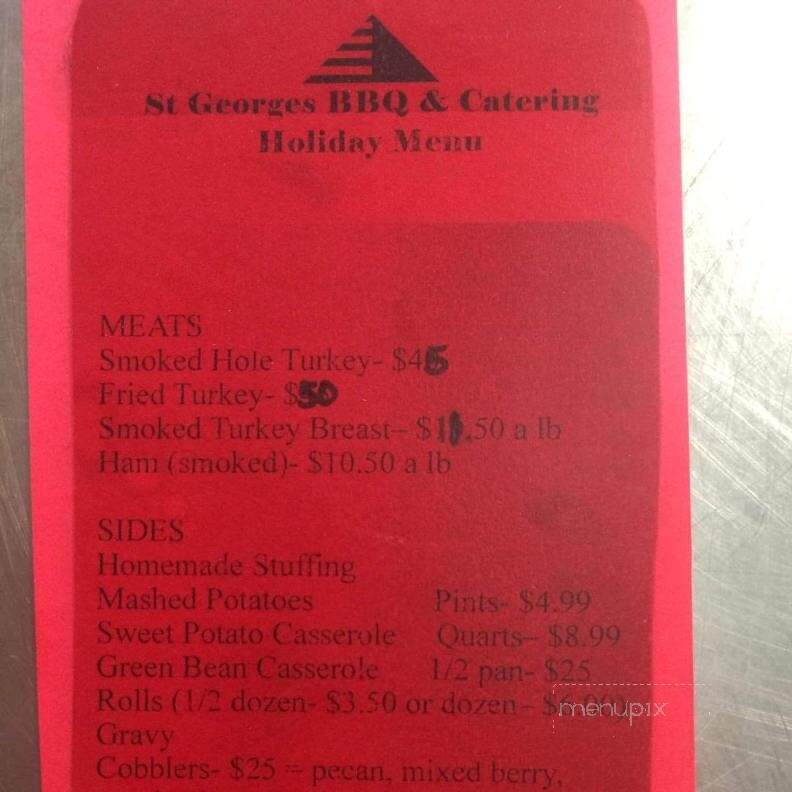 St Georges BBQ & Catering
Holiday Menu
MEATS
Smoked Hole Turkey- $45
Fried Turkey- $50
Smoked Turkey Breast– $11.50 a lb
Ham (smoked)- $10.50 a lb
SIDES
Homemade Stuffing
Mashed Potatoes Pints- $4.99
Sweet Potato Casserole Quarts– $8.99
Green Bean Casserole 1/2 pan- $25
Rolls (1/2 dozen- $3.50 or dozen–
menupix
Gravy
Cobblers- $25 – pecan, mixed berry,